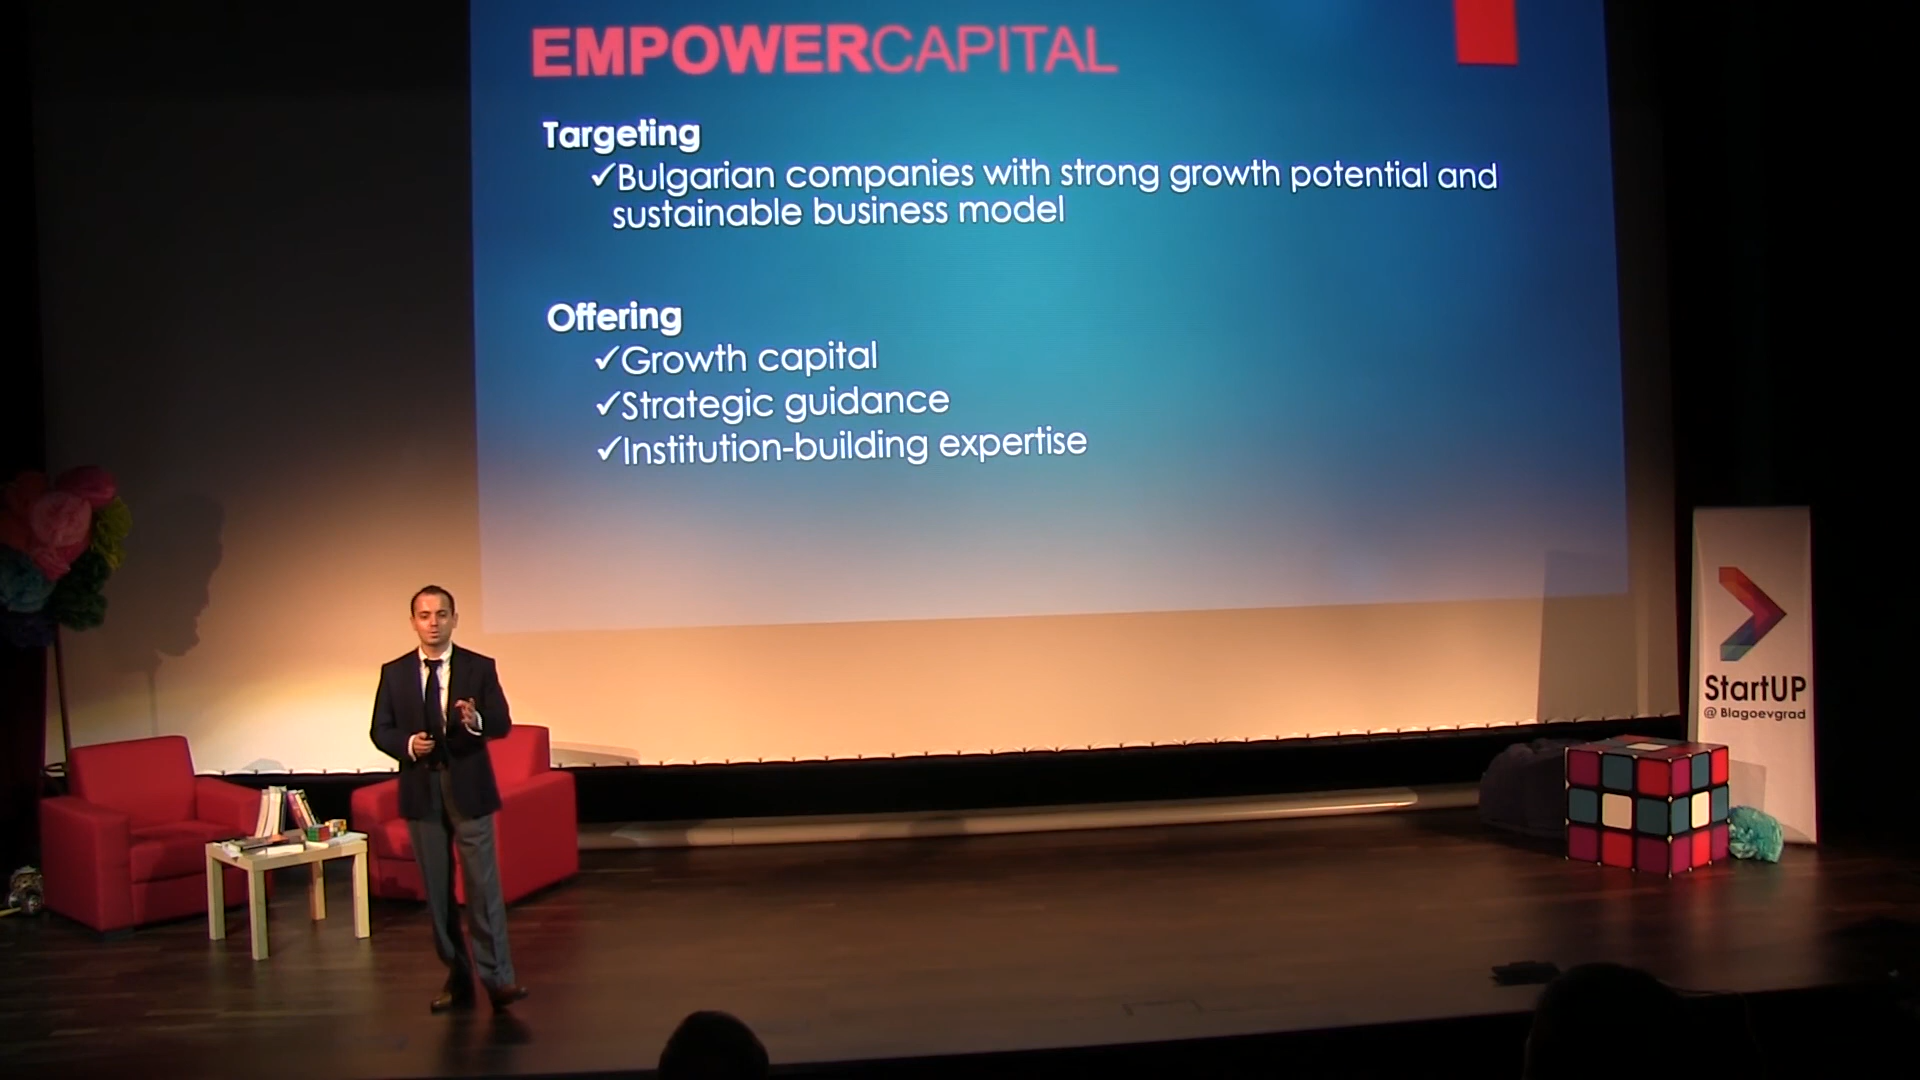 EMPOWERCAPITAL
Targeting
✓Bulgarian companies with strong growth potential and
sustainable business model
Offering
✓Growth capital
✓Strategic guidance
✓Institution-building expertise
StartUP
@ Blagoevgrad